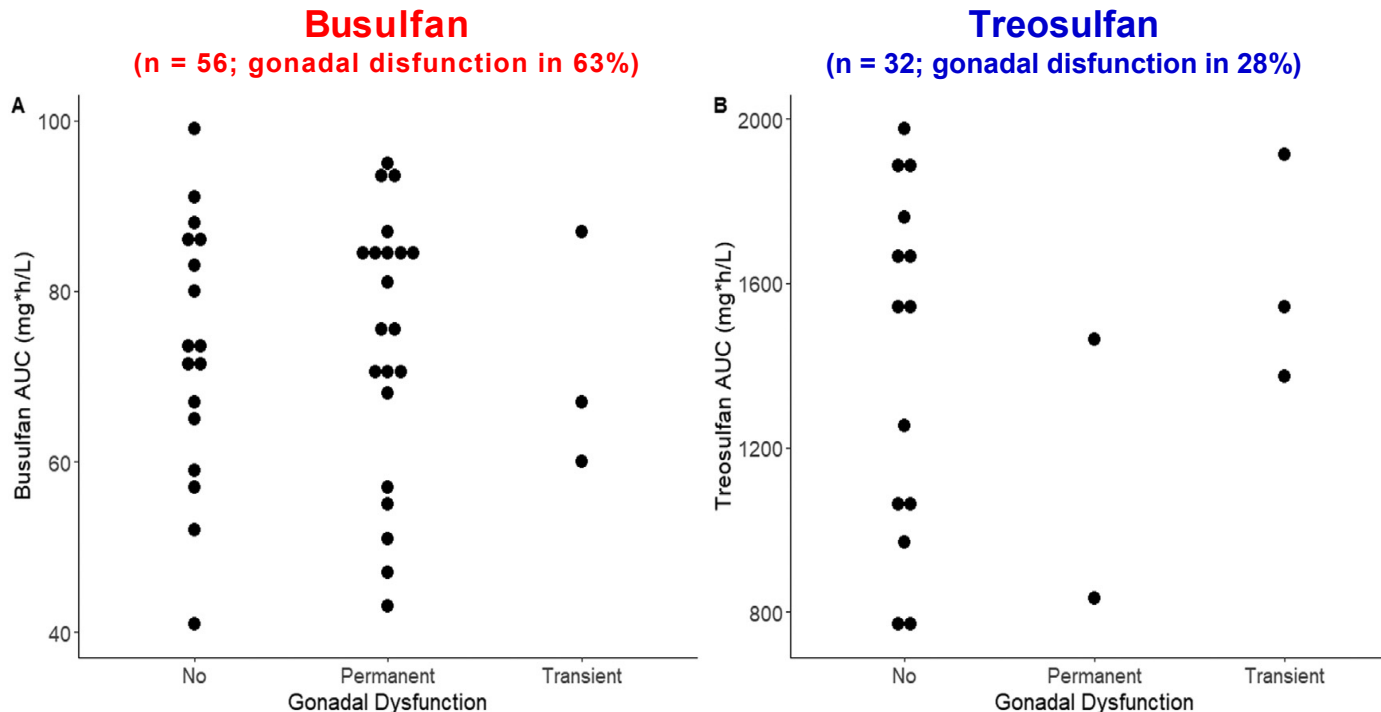 Busulfan
(n = 56; gonadal disfunction in 63%)
Treosulfan
(n = 32; gonadal disfunction in 28%)
A
100
80
60
40
Busulfan AUC (mg*h/L)
No
Permanent
Transient
Gonadal Dysfunction
B
2000
1600
1200
800
Treosulfan AUC (mg*h/L)
No
Permanent
Transient
Gonadal Dysfunction